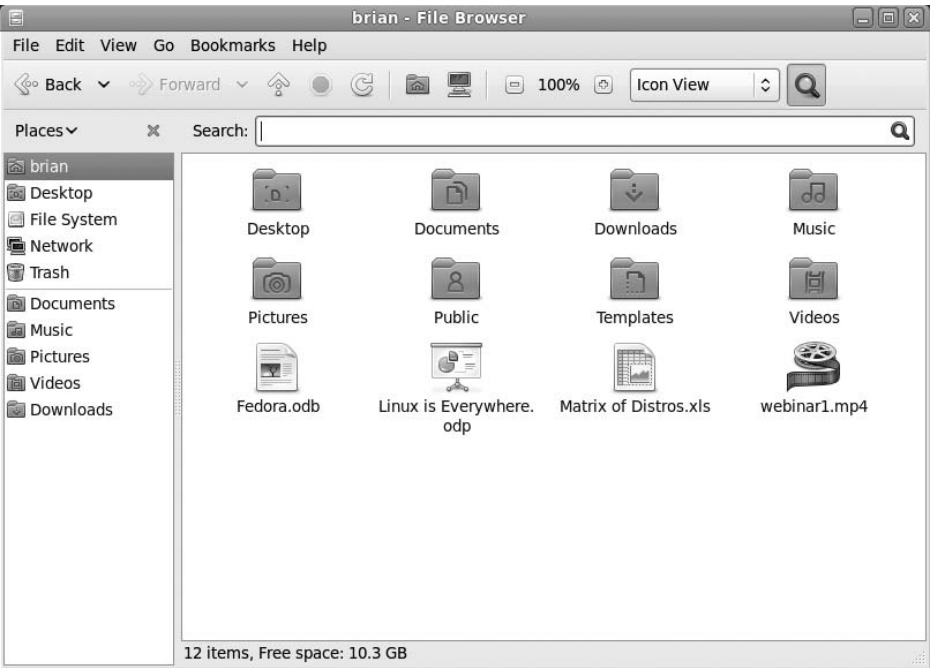 brian - File Browser
File Edit View Go Bookmarks Help
Back Forward 100% Icon View
Places Search:
brian
Desktop
File System
Network
Trash
Documents
Music
Pictures
Videos
Downloads
Desktop Documents Downloads Music
Pictures Public Templates Videos
Fedora.odb Linux is Everywhere. Matrix of Distros.xls webinar1.mp4
odp
12 items, Free space: 10.3 GB